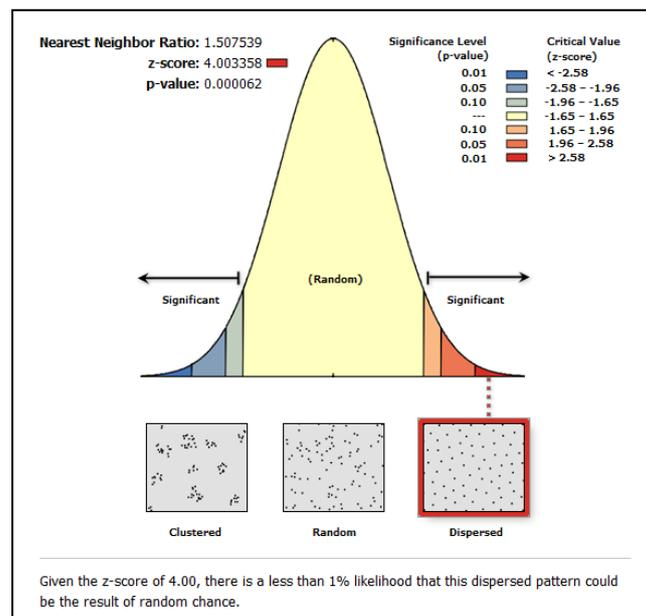 Nearest Neighbor Ratio: 1.507539
z-score: 4.003358
p-value: 0.000062
Significance Level
(p-value)
Critical Value
(z-score)
0.01 < -2.58
0.05 -2.58 – -1.96
0.10 -1.96 – -1.65
--- -1.65 – 1.65
0.10 1.65 – 1.96
0.05 1.96 – 2.58
0.01 > 2.58
(Random)
Significant
Significant
Clustered
Random
Dispersed
Given the z-score of 4.00, there is a less than 1% likelihood that this dispersed pattern could
be the result of random chance.